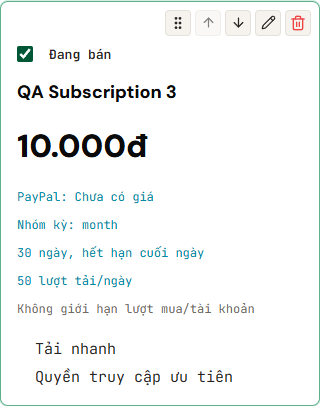 Đang bán
QA Subscription 3
10.000đ
PayPal: Chưa có giá
Nhóm kỳ: month
30 ngày, hết hạn cuối ngày
50 lượt tải/ngày
Không giới hạn lượt mua/tài khoản
Tải nhanh
Quyền truy cập ưu tiên